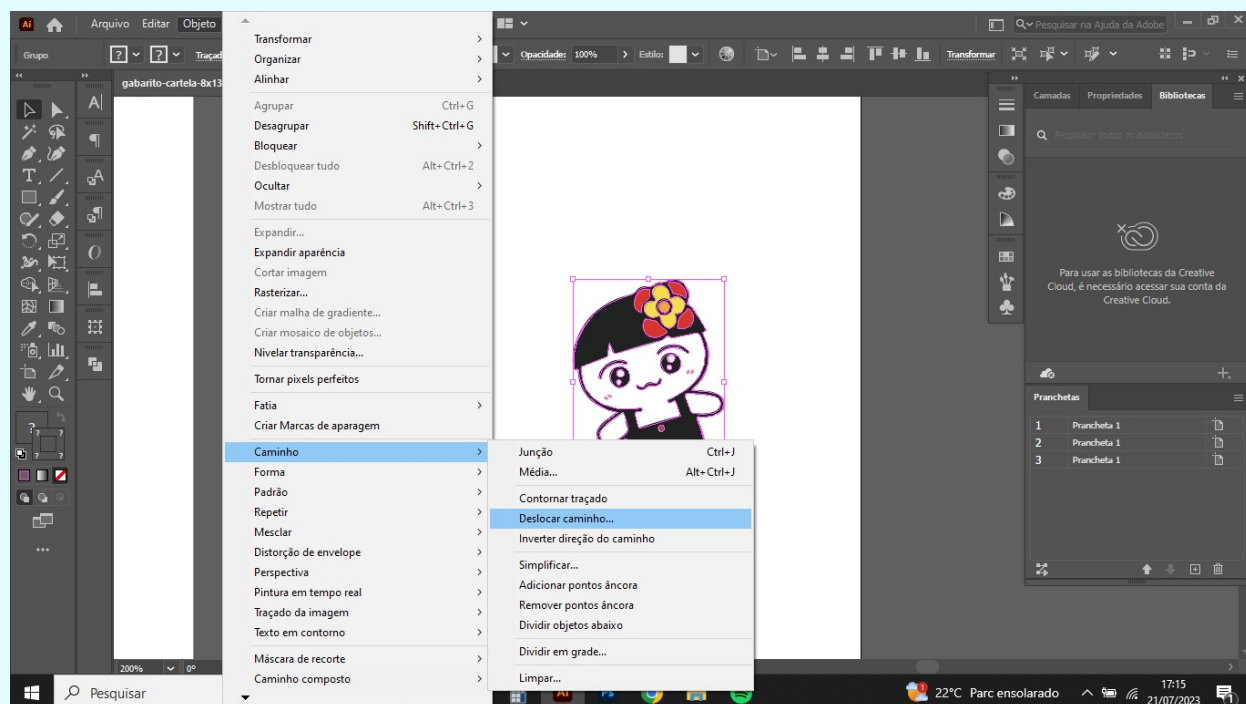 Ai
Arquivo Editar Objeto
Pesquisar na Ajuda da Adobe
Grupo
?
?
Opacidade: 100%
Estilo:
Transformar
gabarito-cartela-8x13
Transformar
Organizar
Alinhar
Agrupar Ctrl+G
Desagrupar Shift+Ctrl+G
Bloquear
Desbloquear tudo Alt+Ctrl+2
Ocultar
Mostrar tudo Alt+Ctrl+3
Expandir...
Expandir aparência
Cortar imagem
Rasterizar...
Criar malha de gradiente...
Criar mosaico de objetos...
Nivelar transparência...
Tornar pixels perfeitos
Fatia
Criar Marcas de aparagem
Caminho
Forma
Padrão
Repetir
Mesclar
Distorção de envelope
Perspectiva
Pintura em tempo real
Traçado da imagem
Texto em contorno
Máscara de recorte
Caminho composto
Junção Ctrl+J
Média... Alt+Ctrl+J
Contornar traçado
Deslocar caminho...
Inverter direção do caminho
Simplificar...
Adicionar pontos âncora
Remover pontos âncora
Dividir objetos abaixo
Dividir em grade...
Limpar...
Camadas Propriedades Bibliotecas
Pesquisar todas as Bibliotecas
Para usar as bibliotecas da Creative
Cloud, é necessário acessar sua conta da
Creative Cloud.
Pranchetas
1 Prancheta 1
2 Prancheta 1
3 Prancheta 1
200% 0°
Pesquisar
22°C Parc ensolarado
17:15
21/07/2023